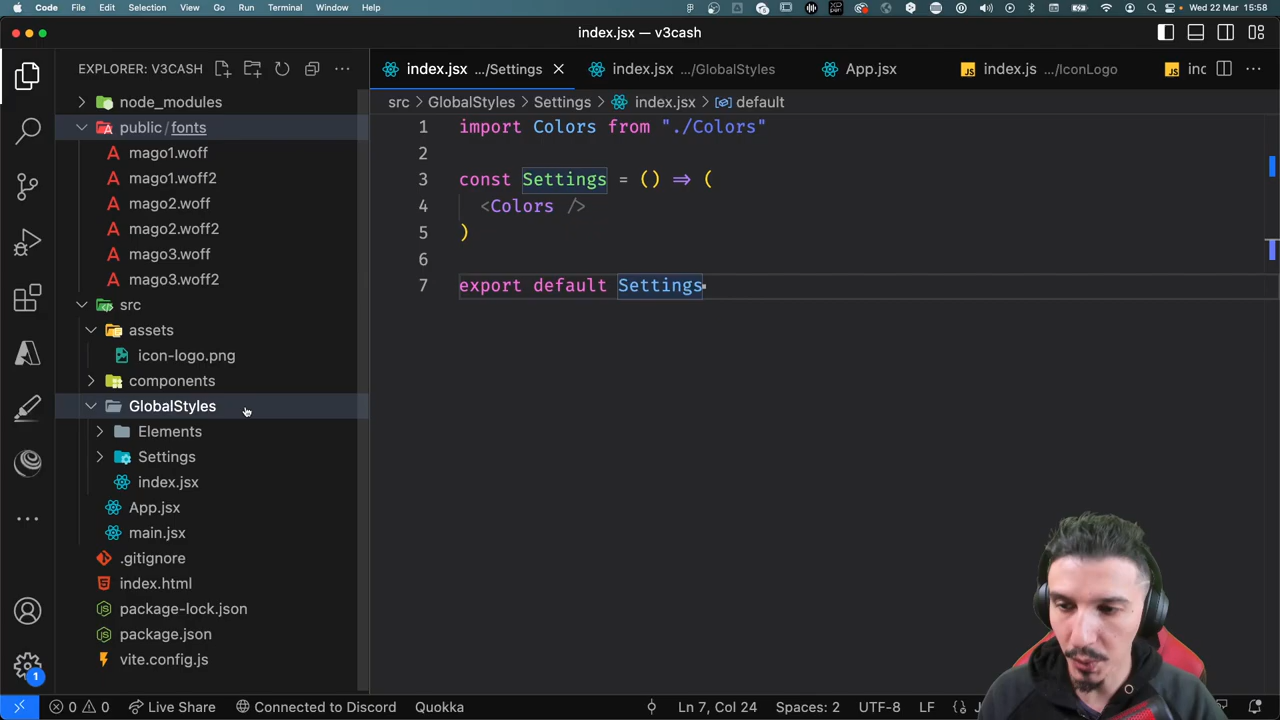 Code File Edit Selection View Go Run Terminal Window Help Wed 22 Mar 15:58
index.jsx — v3cash
EXPLORER: V3CASH
index.jsx .../Settings
index.jsx .../GlobalStyles
App.jsx
index.js .../IconLogo
src GlobalStyles Settings index.jsx default
node_modules
public / fonts
mago1.woff
mago1.woff2
mago2.woff
mago2.woff2
mago3.woff
mago3.woff2
src
assets
icon-logo.png
components
GlobalStyles
Elements
Settings
index.jsx
App.jsx
main.jsx
.gitignore
index.html
package-lock.json
package.json
vite.config.js
1 import Colors from "./Colors"
2
3 const Settings = () => (
4 <Colors />
5 )
6
7 export default Settings
1
0 0 Live Share Connected to Discord Quokka Ln 7, Col 24 Spaces: 2 UTF-8 LF